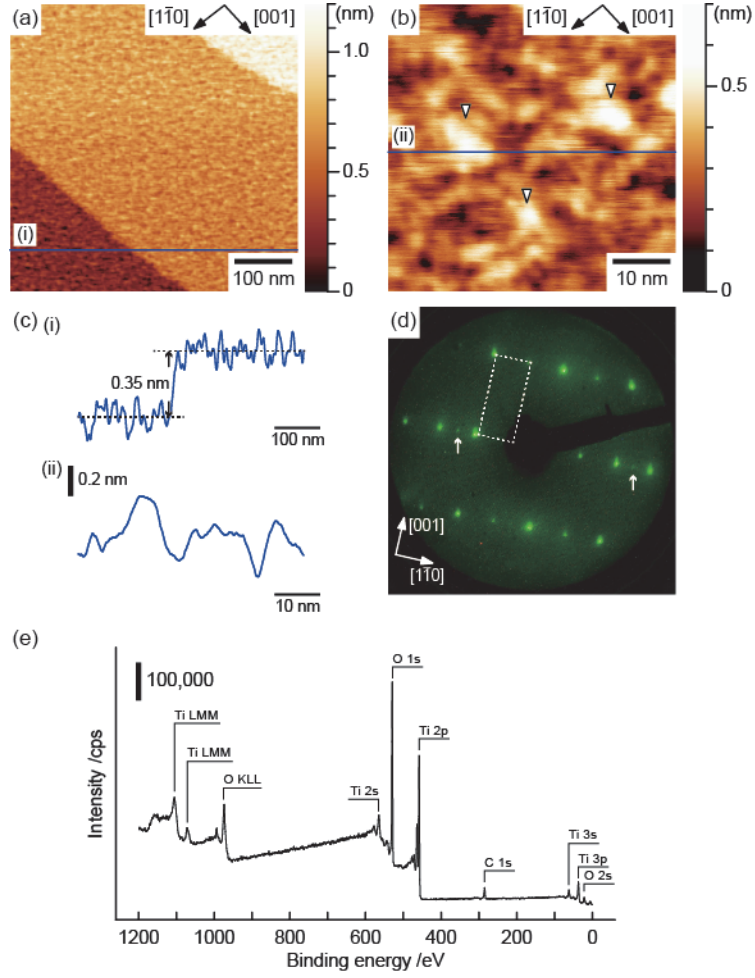 (a)
[11̄0]
[001]
(nm)
1.0
0.5
0
(i)
100 nm
(b)
[11̄0]
[001]
(nm)
0.5
0
(ii)
10 nm
(c)
(i)
0.35 nm
100 nm
(ii)
0.2 nm
10 nm
(d)
[001]
[11̄0]
(e)
100,000
Intensity /cps
Ti LMM
Ti LMM
O KLL
Ti 2s
O 1s
Ti 2p
C 1s
Ti 3s
Ti 3p
O 2s
1200 1000 800 600 400 200 0
Binding energy /eV